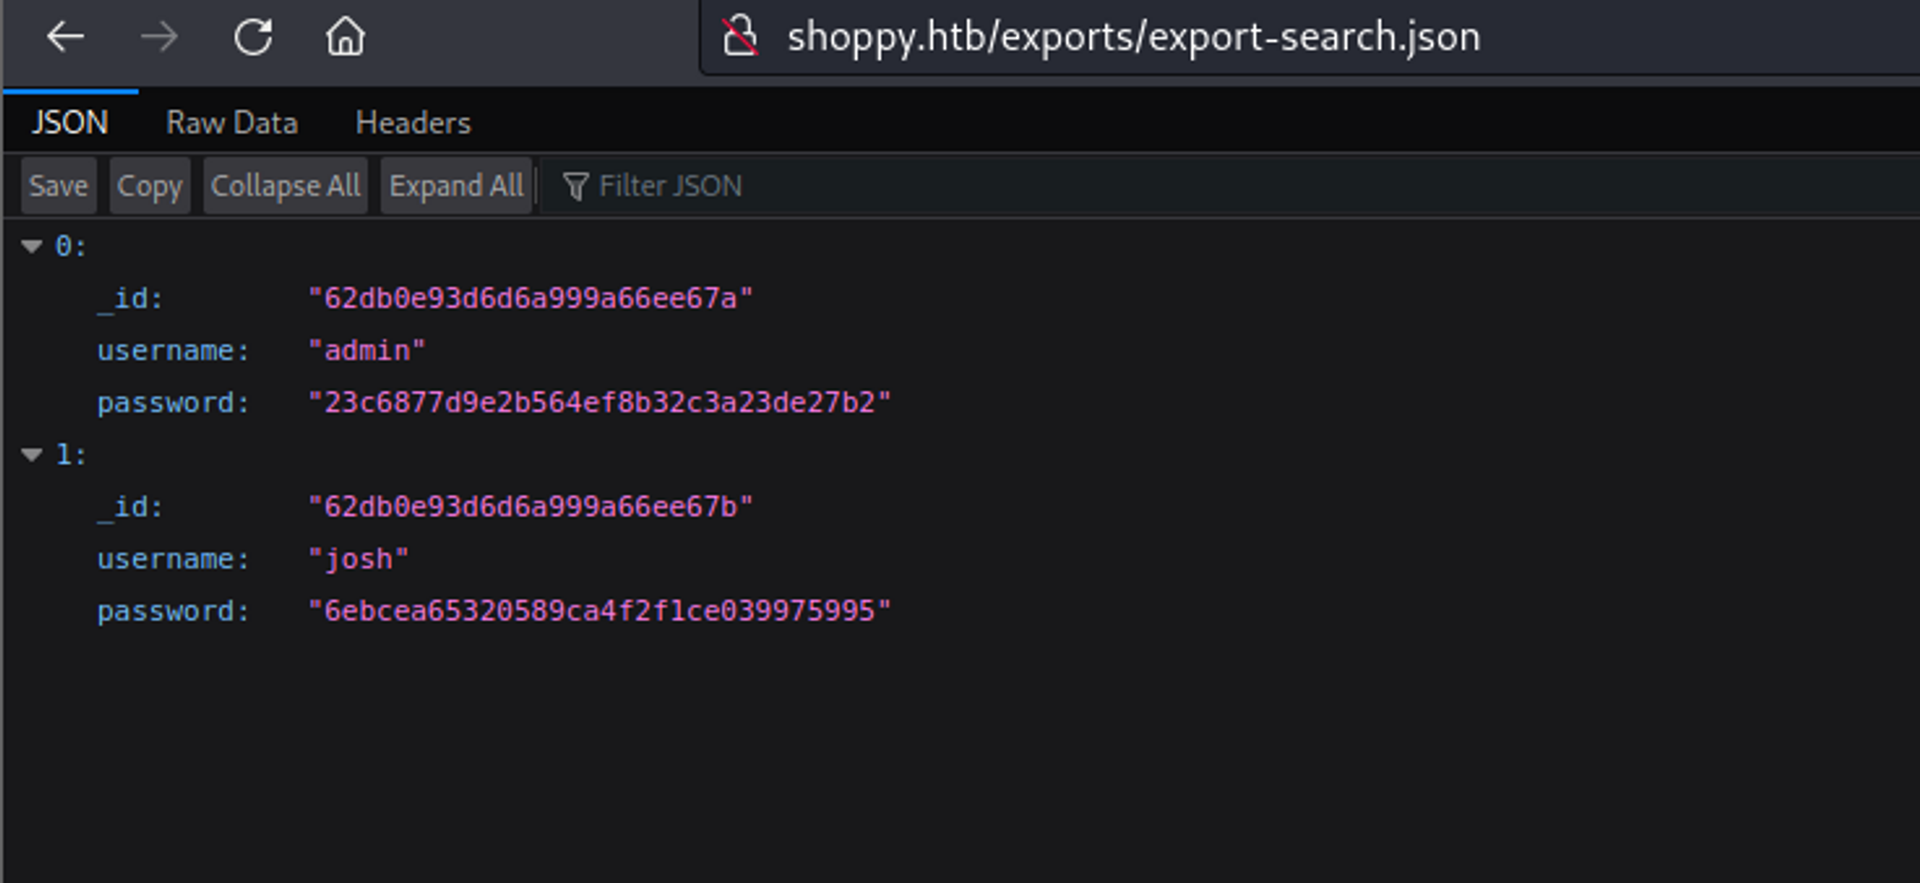 shoppy.htb/exports/export-search.json
JSON Raw Data Headers
Save Copy Collapse All Expand All Filter JSON
0:
_id: "62db0e93d6d6a999a66ee67a"
username: "admin"
password: "23c6877d9e2b564ef8b32c3a23de27b2"
1:
_id: "62db0e93d6d6a999a66ee67b"
username: "josh"
password: "6ebcea65320589ca4f2f1ce039975995"